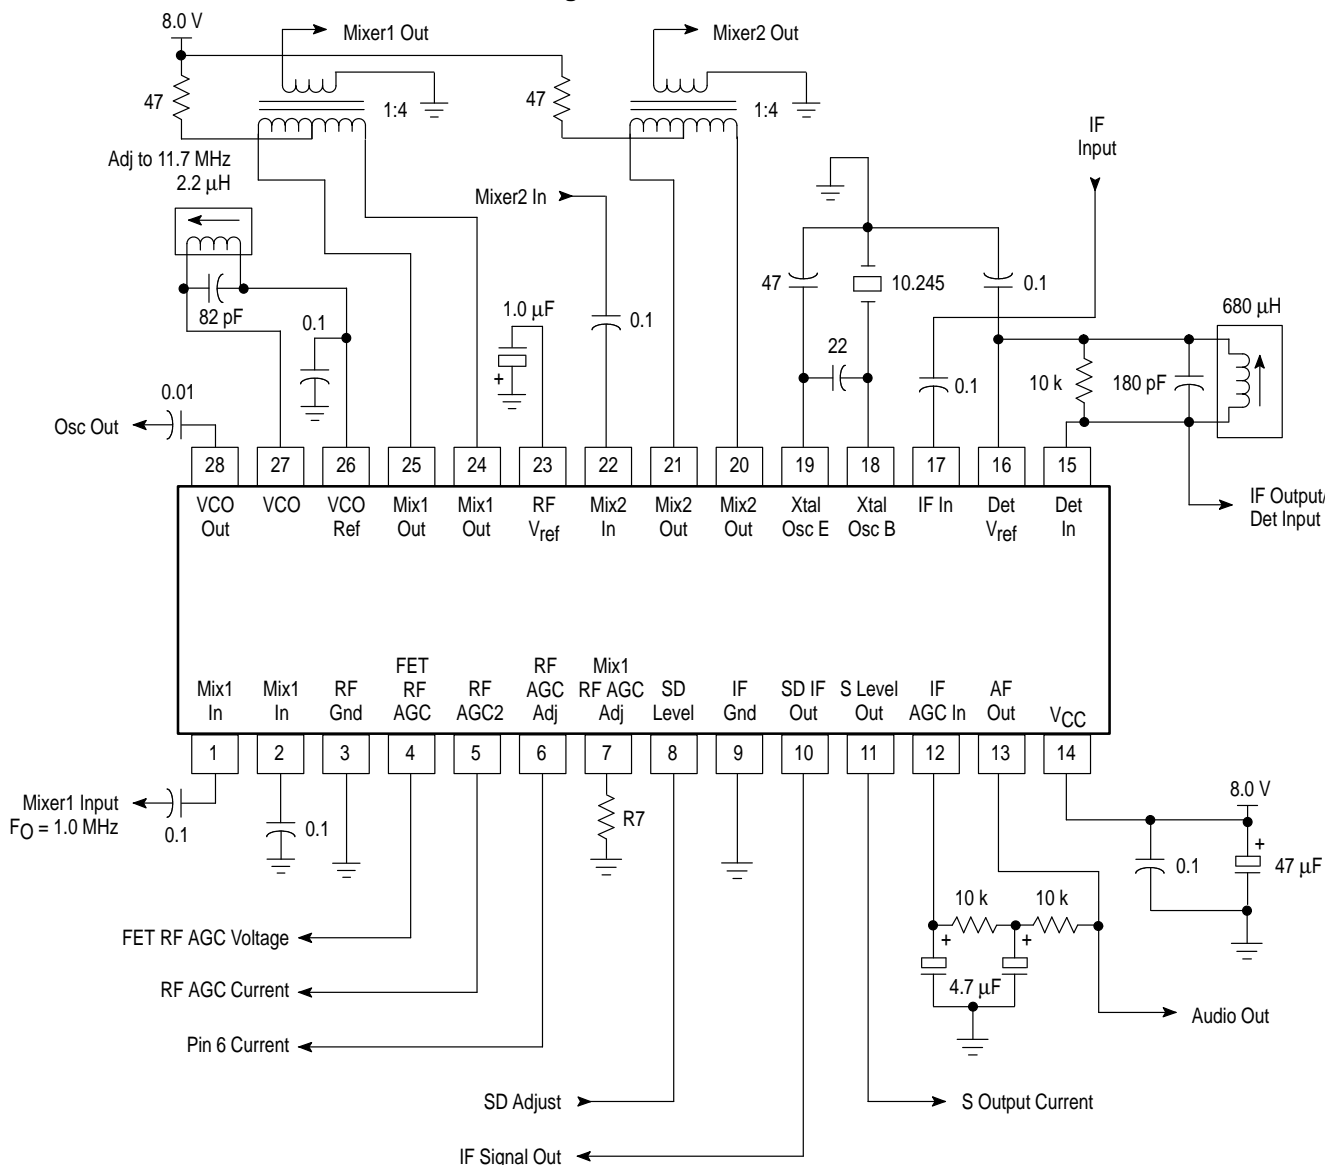 8.0 V
Mixer1 Out
Mixer2 Out
47
1:4
47
1:4
IF
Input
Adj to 11.7 MHz
2.2 µH
Mixer2 In
82 pF
0.1
1.0 µF
+
0.1
47
10.245
0.1
22
0.1
680 µH
10 k
180 pF
0.01
Osc Out
IF Output/
Det Input
28
27
26
25
24
23
22
21
20
19
18
17
16
15
VCO
Out
VCO
VCO
Ref
Mix1
Out
Mix1
Out
RF
Vref
Mix2
In
Mix2
Out
Mix2
Out
Xtal
Osc E
Xtal
Osc B
IF In
Det
Vref
Det
In
Mix1
In
Mix1
In
RF
Gnd
FET
RF
AGC
RF
AGC2
RF
AGC
Adj
Mix1
RF AGC
Adj
SD
Level
IF
Gnd
SD IF
Out
S Level
Out
IF
AGC In
AF
Out
VCC
1
2
3
4
5
6
7
8
9
10
11
12
13
14
Mixer1 Input
FO = 1.0 MHz
0.1
0.1
R7
8.0 V
0.1
+
47 µF
10 k
10 k
+
+
4.7 µF
FET RF AGC Voltage
RF AGC Current
Pin 6 Current
Audio Out
SD Adjust
S Output Current
IF Signal Out